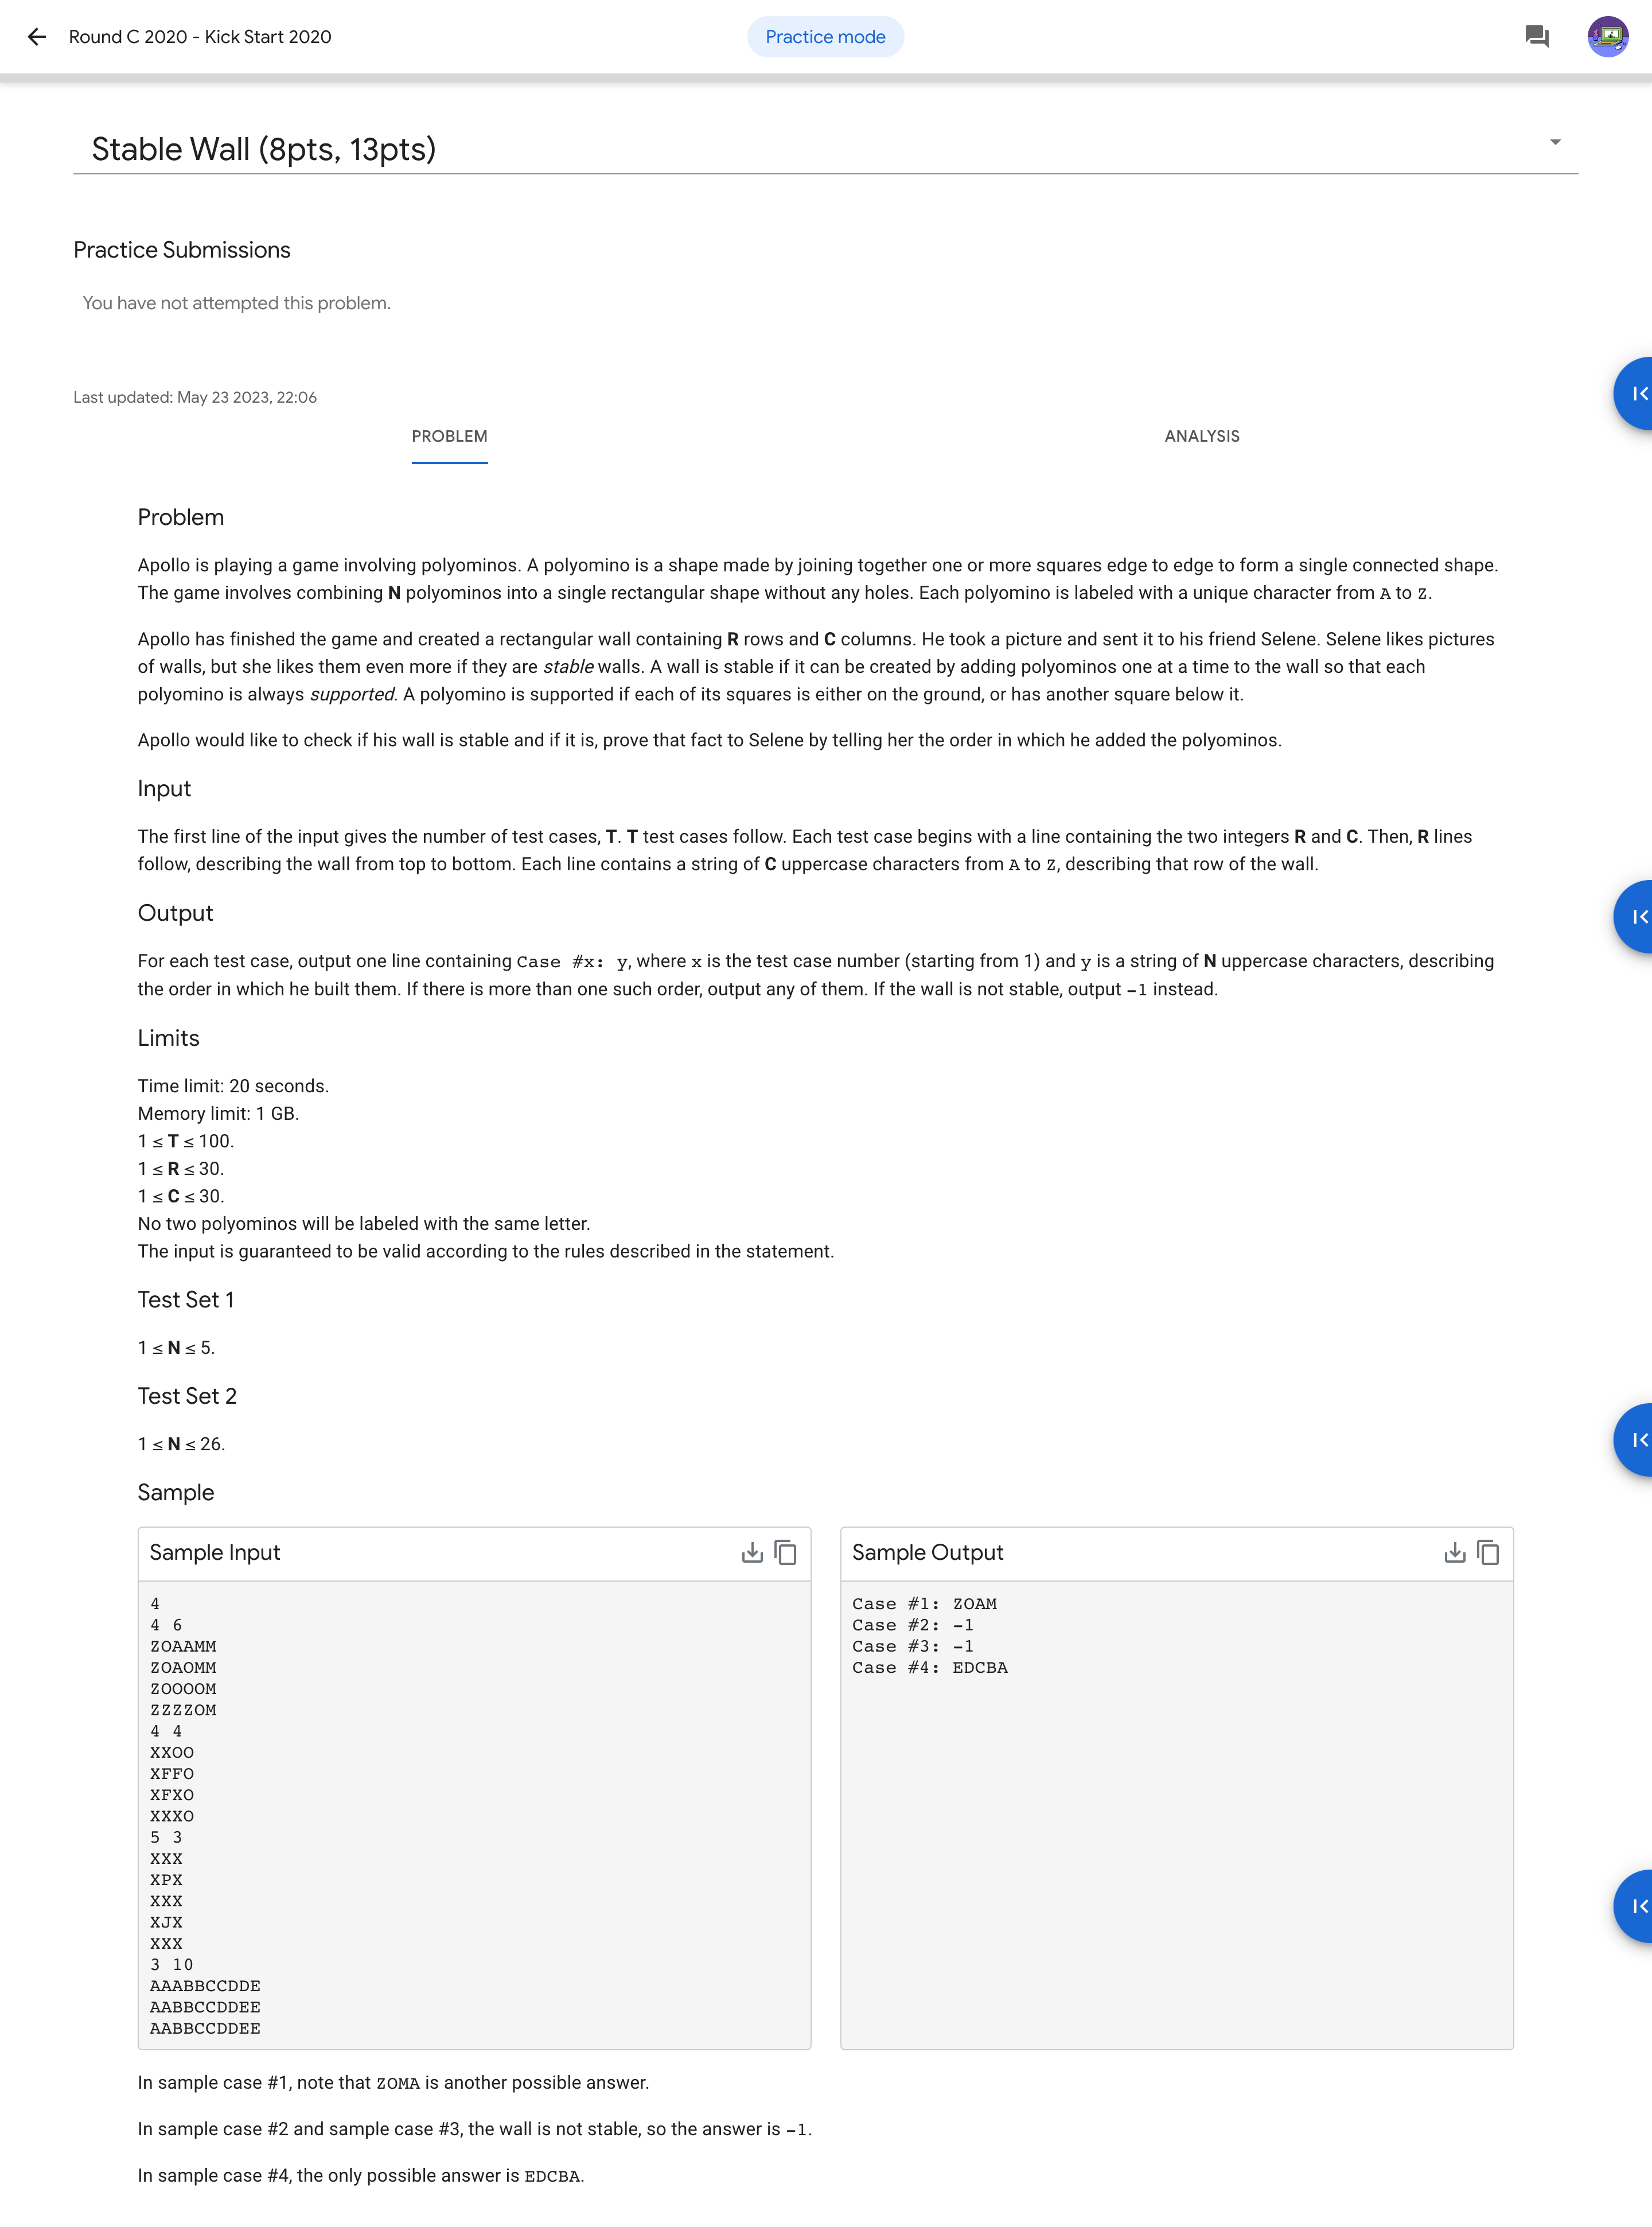 Round C 2020 - Kick Start 2020
Practice mode
Stable Wall (8pts, 13pts)
Practice Submissions
You have not attempted this problem.
Last updated: May 23 2023, 22:06
PROBLEM
ANALYSIS
Problem
Apollo is playing a game involving polyominos. A polyomino is a shape made by joining together one or more squares edge to edge to form a single connected shape.
The game involves combining N polyominos into a single rectangular shape without any holes. Each polyomino is labeled with a unique character from A to Z.
Apollo has finished the game and created a rectangular wall containing R rows and C columns. He took a picture and sent it to his friend Selene. Selene likes pictures
of walls, but she likes them even more if they are stable walls. A wall is stable if it can be created by adding polyominos one at a time to the wall so that each
polyomino is always supported. A polyomino is supported if each of its squares is either on the ground, or has another square below it.
Apollo would like to check if his wall is stable and if it is, prove that fact to Selene by telling her the order in which he added the polyominos.
Input
The first line of the input gives the number of test cases, T. T test cases follow. Each test case begins with a line containing the two integers R and C. Then, R lines
follow, describing the wall from top to bottom. Each line contains a string of C uppercase characters from A to Z, describing that row of the wall.
Output
For each test case, output one line containing Case #x: y, where x is the test case number (starting from 1) and y is a string of N uppercase characters, describing
the order in which he built them. If there is more than one such order, output any of them. If the wall is not stable, output -1 instead.
Limits
Time limit: 20 seconds.
Memory limit: 1 GB.
1 ≤ T ≤ 100.
1 ≤ R ≤ 30.
1 ≤ C ≤ 30.
No two polyominos will be labeled with the same letter.
The input is guaranteed to be valid according to the rules described in the statement.
Test Set 1
1 ≤ N ≤ 5.
Test Set 2
1 ≤ N ≤ 26.
Sample
Sample Input
4
4 6
ZOAAMM
ZOAOMM
ZOOOOM
ZZZZOM
4 4
XXOO
XFFO
XFXO
XXXO
5 3
XXX
XPX
XXX
XJX
XXX
3 10
AAABBCCDDE
AABBCCDDEE
AABBCCDDEE
Sample Output
Case #1: ZOAM
Case #2: -1
Case #3: -1
Case #4: EDCBA
In sample case #1, note that ZOMA is another possible answer.
In sample case #2 and sample case #3, the wall is not stable, so the answer is -1.
In sample case #4, the only possible answer is EDCBA.